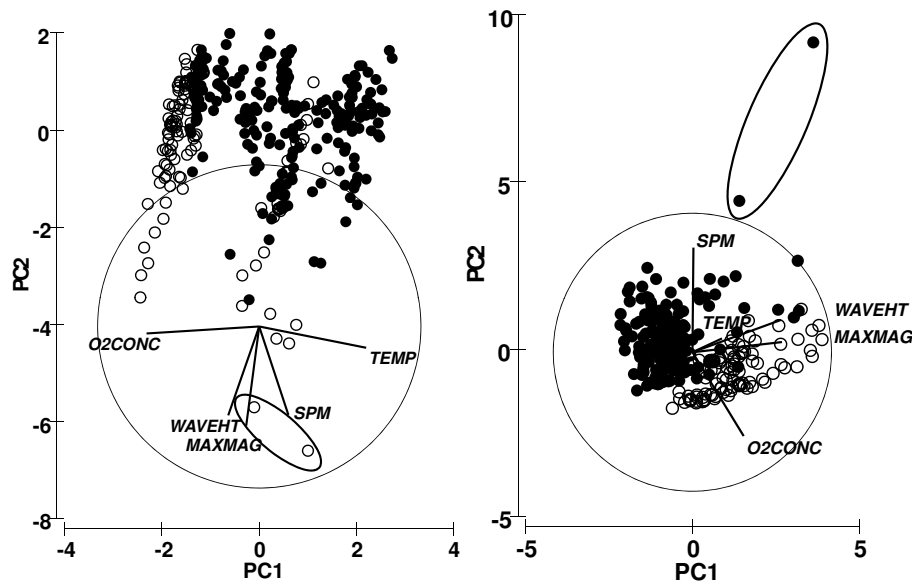 2
0
-2
-4
-6
-8
PC2
O2CONC
TEMP
WAVEHT
SPM
MAXMAG
-4
-2
0
2
4
PC1
10
5
0
-5
PC2
SPM
TEMP
WAVEHT
MAXMAG
O2CONC
-5
0
5
PC1